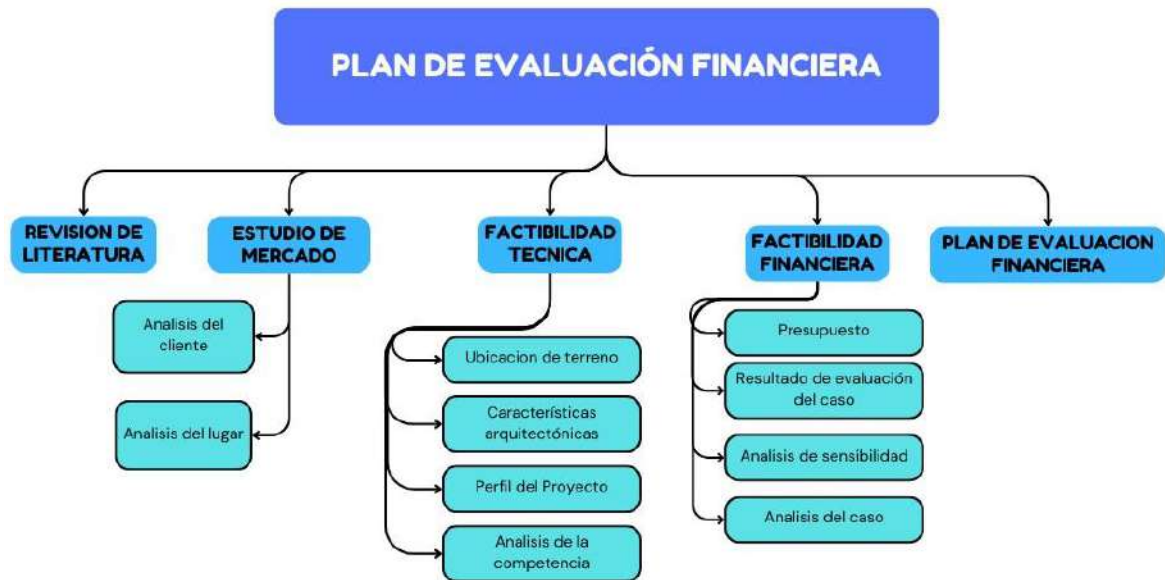 PLAN DE EVALUACIÓN FINANCIERA
REVISION DE
LITERATURA
ESTUDIO DE
MERCADO
Analisis del
cliente
Analisis del lugar
FACTIBILIDAD
TECNICA
Ubicacion de terreno
Características
arquitectónicas
Perfil del Proyecto
Analisis de la
competencia
FACTIBILIDAD
FINANCIERA
Presupuesto
Resultado de evaluación
del caso
Analisis de sensibilidad
Analisis del caso
PLAN DE EVALUACION
FINANCIERA